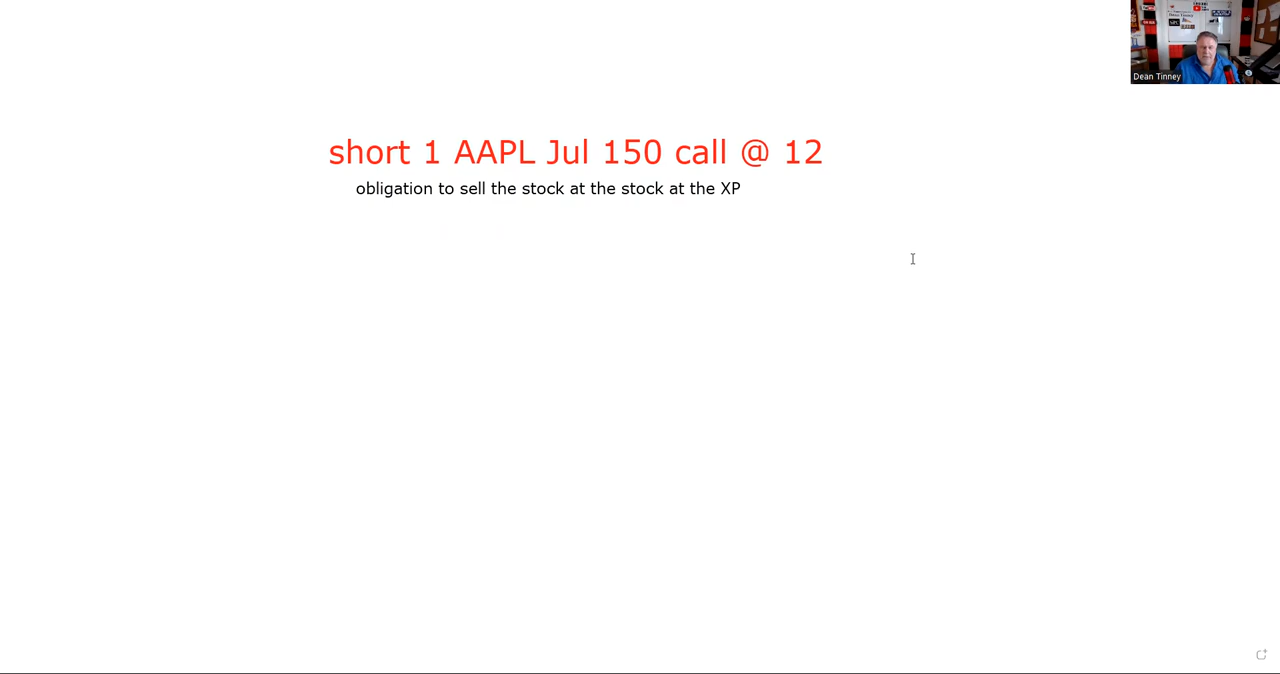 Dean Tinney
short 1 AAPL Jul 150 call @ 12
obligation to sell the stock at the stock at the XP